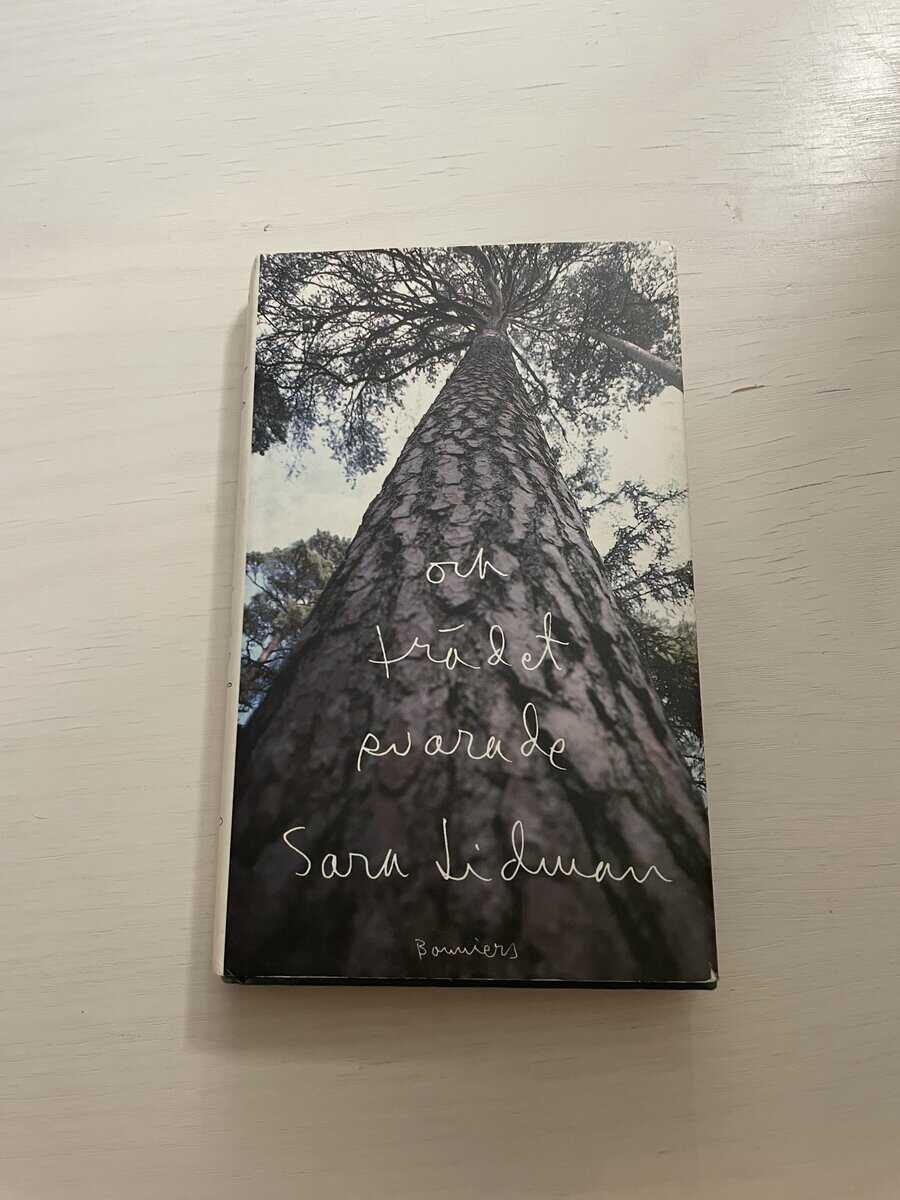 och
trädet
svarade
Sara Lidman
Bonniers